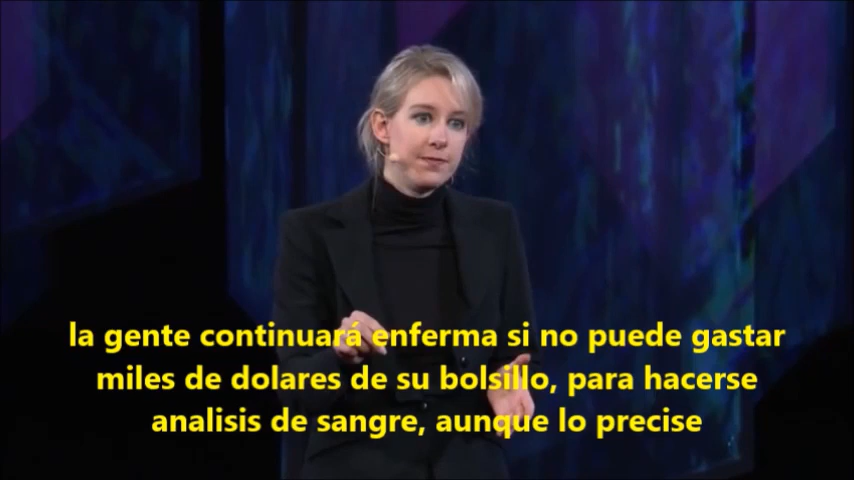 la gente continuará enferma si no puede gastar
miles de dolares de su bolsillo, para hacerse
analisis de sangre, aunque lo precise